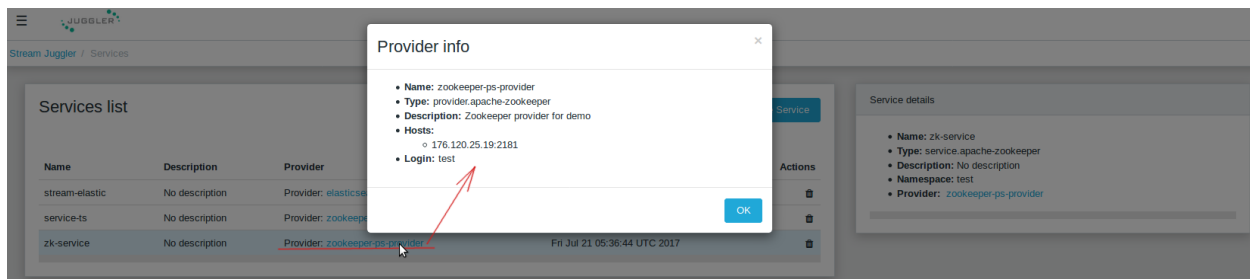 ☰ JUGGLER
Stream Juggler / Services
Services list
Service
Name Description Provider Actions
stream-elastic No description Provider:
service-ts No description Provider:
zk-service No description Provider: zookeeper-ps-provider Fri Jul 21 05:36:44 UTC 2017
Provider info ×
• Name: zookeeper-ps-provider
• Type: provider.apache-zookeeper
• Description: Zookeeper provider for demo
• Hosts:
◦ 176.120.25.19:2181
• Login: test
OK
Service details
• Name: zk-service
• Type: service.apache-zookeeper
• Description: No description
• Namespace: test
• Provider: zookeeper-ps-provider